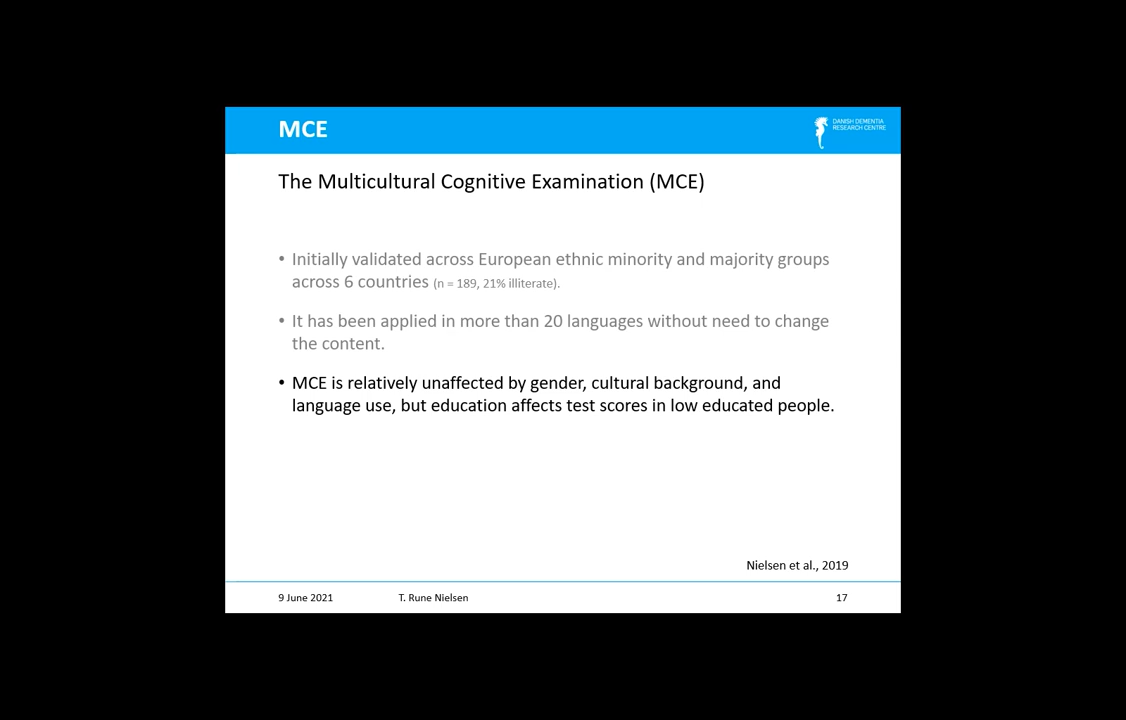 MCE
DANISH DEMENTIA
RESEARCH CENTRE
The Multicultural Cognitive Examination (MCE)
• Initially validated across European ethnic minority and majority groups
across 6 countries (n = 189, 21% illiterate).
• It has been applied in more than 20 languages without need to change
the content.
• MCE is relatively unaffected by gender, cultural background, and
language use, but education affects test scores in low educated people.
Nielsen et al., 2019
9 June 2021 T. Rune Nielsen 17